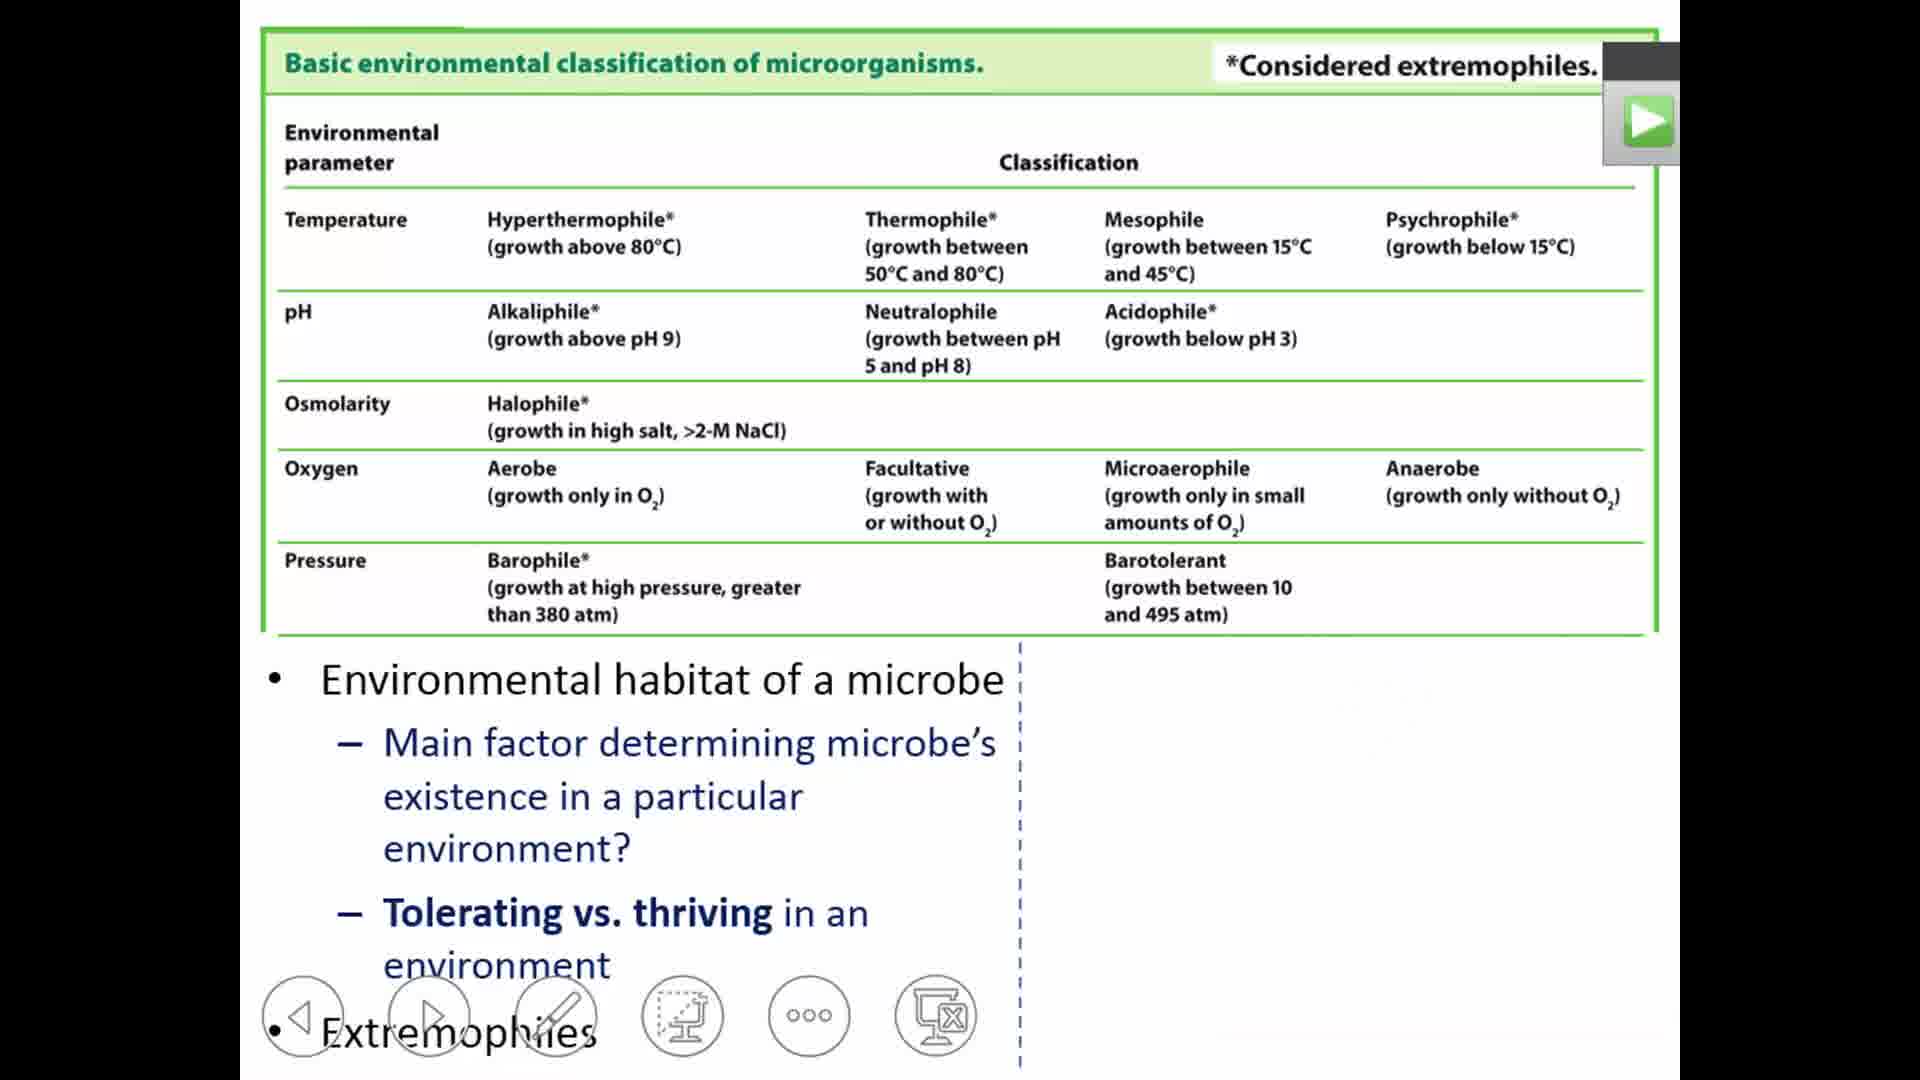 Basic environmental classification of microorganisms. *Considered extremophiles.
Environmental
parameter Classification
Temperature Hyperthermophile* Thermophile* Mesophile Psychrophile*
(growth above 80°C) (growth between (growth between 15°C (growth below 15°C)
50°C and 80°C) and 45°C)
pH Alkaliphile* Neutralophile Acidophile*
(growth above pH 9) (growth between pH (growth below pH 3)
5 and pH 8)
Osmolarity Halophile*
(growth in high salt, >2-M NaCl)
Oxygen Aerobe Facultative Microaerophile Anaerobe
(growth only in O₂) (growth with (growth only in small (growth only without O₂)
or without O₂) amounts of O₂)
Pressure Barophile* Barotolerant
(growth at high pressure, greater (growth between 10
than 380 atm) and 495 atm)
• Environmental habitat of a microbe
– Main factor determining microbe’s
existence in a particular
environment?
– Tolerating vs. thriving in an
environment
• Extremophiles